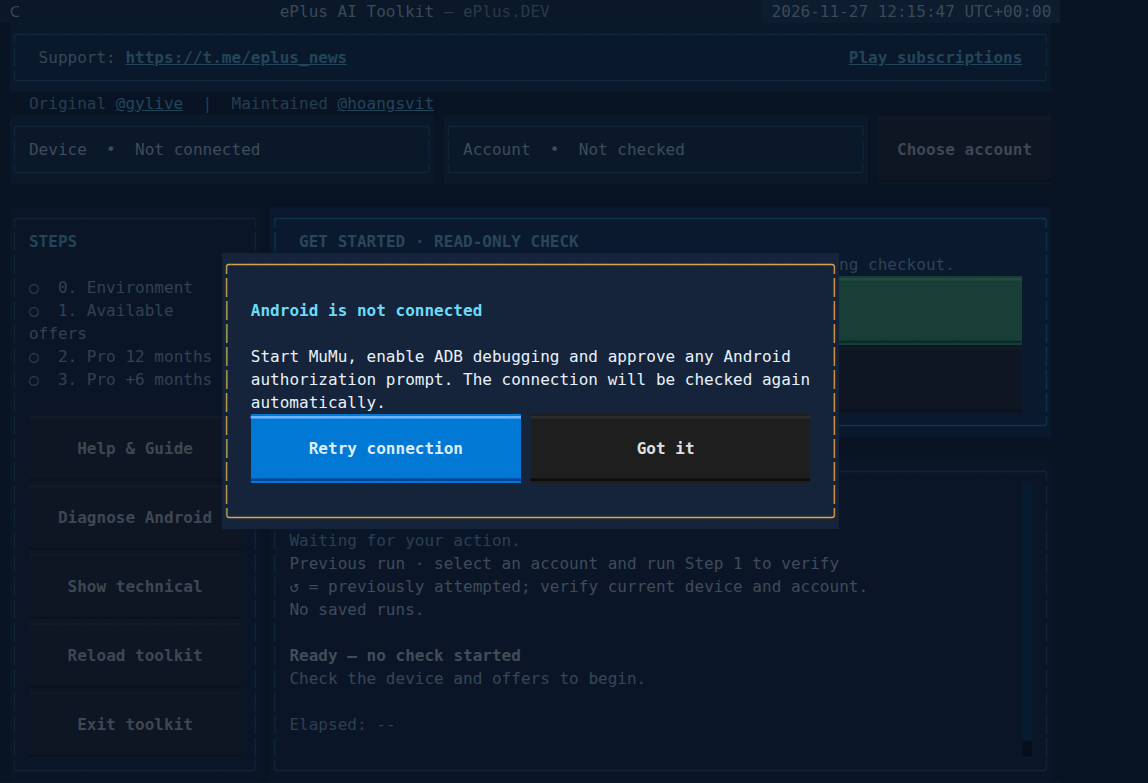 C
ePlus AI Toolkit — ePlus.DEV
2026-11-27 12:15:47 UTC+00:00
Support: https://t.me/eplus_news
Play subscriptions
Original @gylive | Maintained @hoangsvit
Device • Not connected
Account • Not checked
Choose account
STEPS
○ 0. Environment
○ 1. Available
offers
○ 2. Pro 12 months
○ 3. Pro +6 months
Help & Guide
Diagnose Android
Show technical
Reload toolkit
Exit toolkit
GET STARTED · READ-ONLY CHECK
ng checkout.
Android is not connected
Start MuMu, enable ADB debugging and approve any Android
authorization prompt. The connection will be checked again
automatically.
Retry connection
Got it
Waiting for your action.
Previous run · select an account and run Step 1 to verify
↺ = previously attempted; verify current device and account.
No saved runs.
Ready — no check started
Check the device and offers to begin.
Elapsed: --